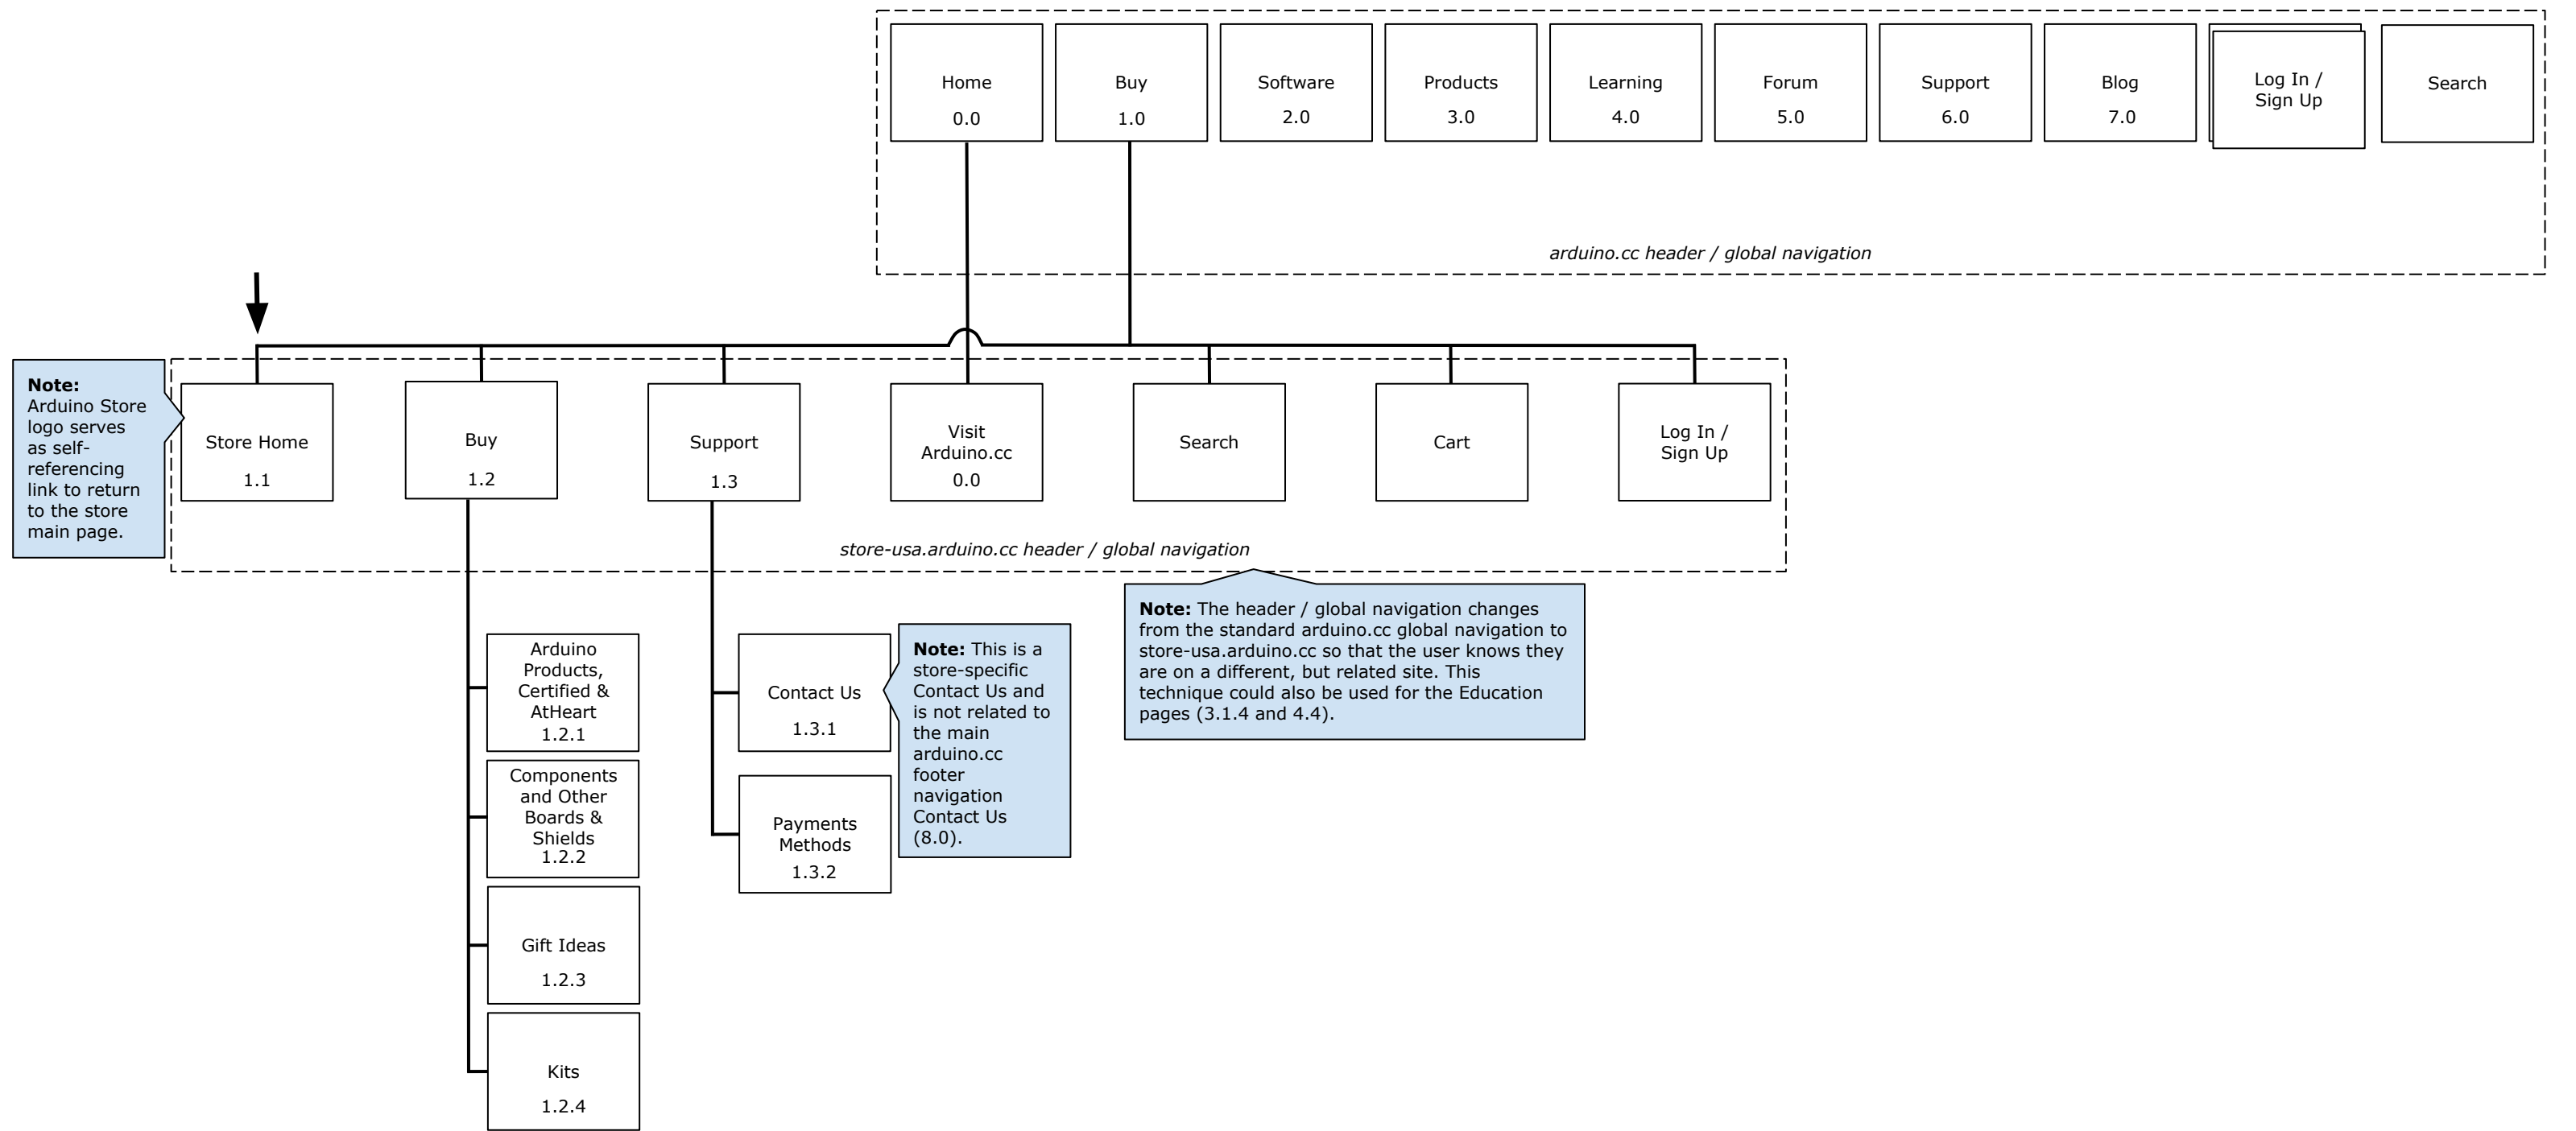 Home
0.0
Buy
1.0
Software
2.0
Products
3.0
Learning
4.0
Forum
5.0
Support
6.0
Blog
7.0
Log In /
Sign Up
Search
arduino.cc header / global navigation
Note:
Arduino Store
logo serves
as self-
referencing
link to return
to the store
main page.
Store Home
1.1
Buy
1.2
Support
1.3
Visit
Arduino.cc
0.0
Search
Cart
Log In /
Sign Up
store-usa.arduino.cc header / global navigation
Note: The header / global navigation changes
from the standard arduino.cc global navigation to
store-usa.arduino.cc so that the user knows they
are on a different, but related site. This
technique could also be used for the Education
pages (3.1.4 and 4.4).
Arduino
Products,
Certified &
AtHeart
1.2.1
Components
and Other
Boards &
Shields
1.2.2
Gift Ideas
1.2.3
Kits
1.2.4
Contact Us
1.3.1
Payments
Methods
1.3.2
Note: This is a
store-specific
Contact Us and
is not related to
the main
arduino.cc
footer
navigation
Contact Us
(8.0).